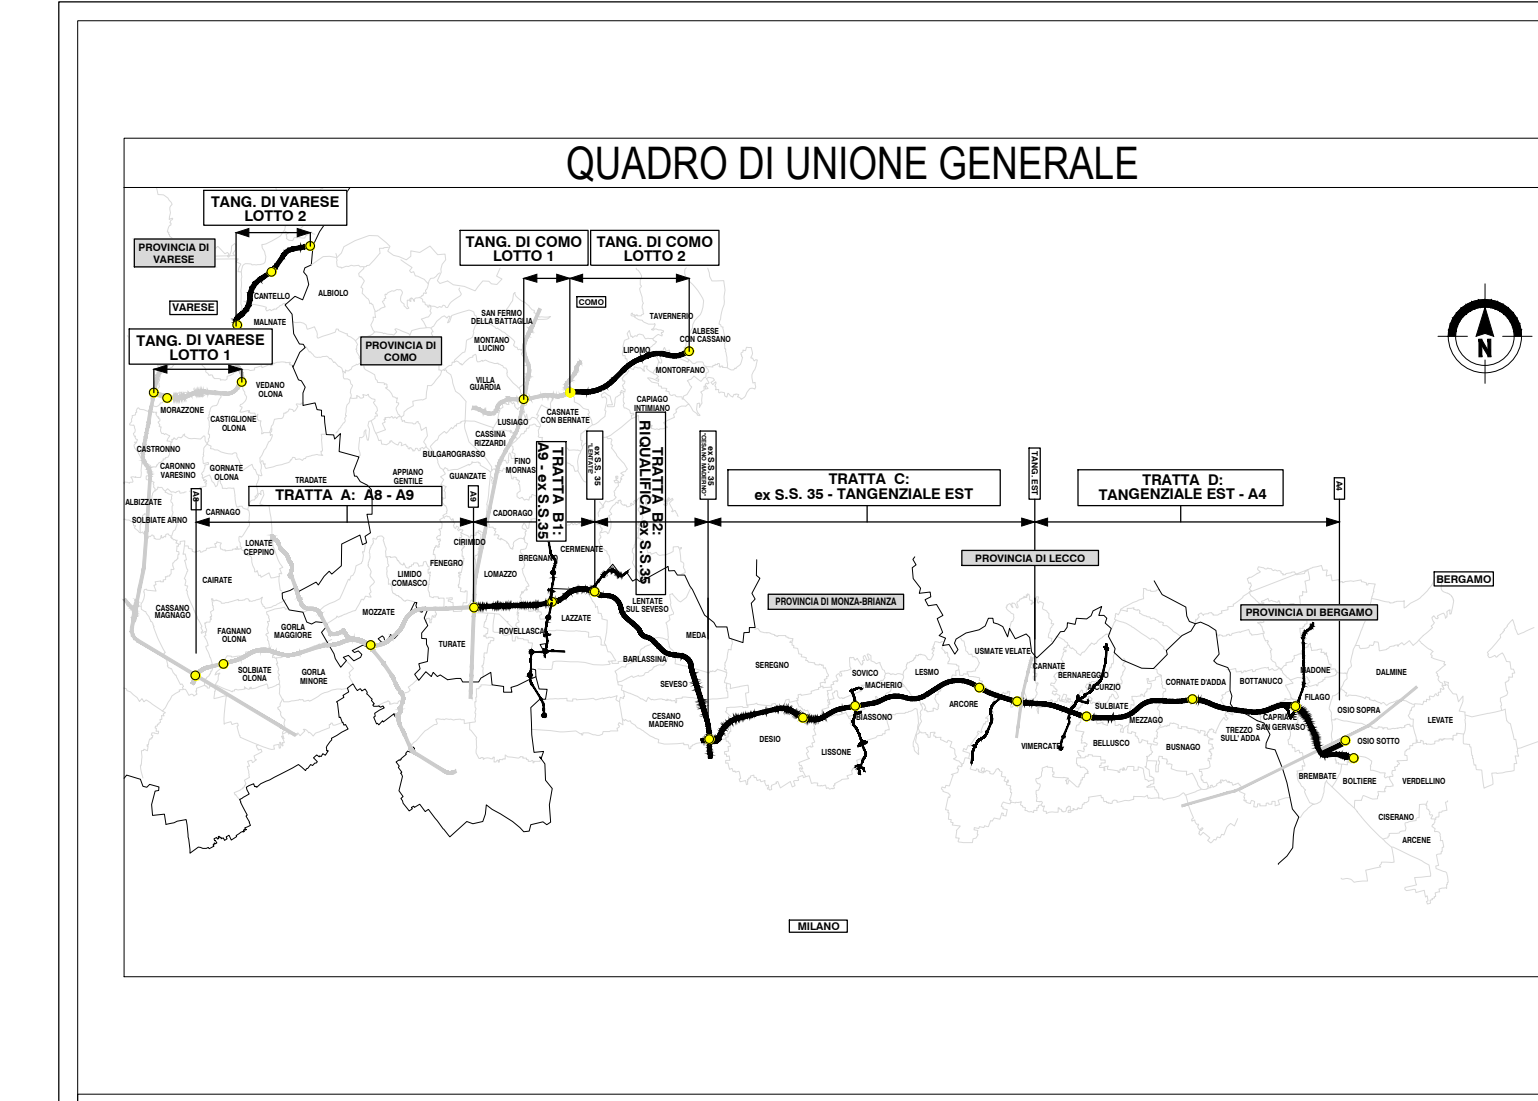 QUADRO DI UNIONE GENERALE
TANG. DI VARESE
LOTTO 2
PROVINCIA DI
VARESE
TANG. DI COMO
LOTTO 1
TANG. DI COMO
LOTTO 2
CANTELLO
ALBIOLO
VARESE
MALNATE
COMO
SAN FERMO
DELLA BATTAGLIA
TAVERNERIO
ALBESE
CON CASSANO
TANG. DI VARESE
LOTTO 1
PROVINCIA DI
COMO
MONTANO
LUCINO
LIPOMO
MONTORFANO
N
VEDANO
OLONA
VILLA
GUARDIA
MORAZZONE
CASTIGLIONE
OLONA
LUSIAGO
CASNATE
CON BERNATE
CAPIAGO
INTIMIANO
CASSINA
RIZZARDI
CASTRONNO
BULGAROGRASSO
CARONNO
VARESINO
GORNATE
OLONA
TRADATE
APPIANO
GENTILE
GUANZATE
FINO
MORNAS
TRATTA B1:
A9 - ex S.S.35
ex S.S. 35
"LENTATE"
TRATTA B2:
RIQUALIFICA ex S.S.35
ex S.S. 35
"CESANO MADERNO"
TRATTA C:
ex S.S. 35 - TANGENZIALE EST
TANG. EST
TRATTA D:
TANGENZIALE EST - A4
A4
TRATTA A: A8 - A9
A8
A9
ALBIZZATE
SOLBIATE ARNO
CARNAGO
CADORAGO
LONATE
CEPPINO
CIRIMIDO
CERMENATE
FENEGRO
BREGNANO
PROVINCIA DI LECCO
BERGAMO
CAIRATE
LIMIDO
COMASCO
LOMAZZO
PROVINCIA DI MONZA-BRIANZA
PROVINCIA DI BERGAMO
CASSANO
MAGNAGO
MOZZATE
LENTATE
SUL SEVESO
LAZZATE
FAGNANO
OLONA
GORLA
MAGGIORE
ROVELLASCA
TURATE
MEDA
USMATE VELATE
BARLASSINA
SEREGNO
SOLBIATE
OLONA
GORLA
MINORE
SEVESO
SOVICO
MACHERIO
LESMO
CARNATE
BERNAREGGIO
CORNATE D'ADDA
BOTTANUCO
MADONE
DALMINE
CESANO
MADERNO
BIASSONO
ARCORE
SULBIATE
FILAGO
OSIO SOPRA
DESIO
LISSONE
VIMERCATE
MEZZAGO
BELLUSCO
BUSNAGO
TREZZO
SULL' ADDA
CAPRIATE
SAN GERVASO
LEVATE
OSIO SOTTO
BREMBATE
BOLTIERE
VERDELLINO
CISERANO
ARCENE
MILANO